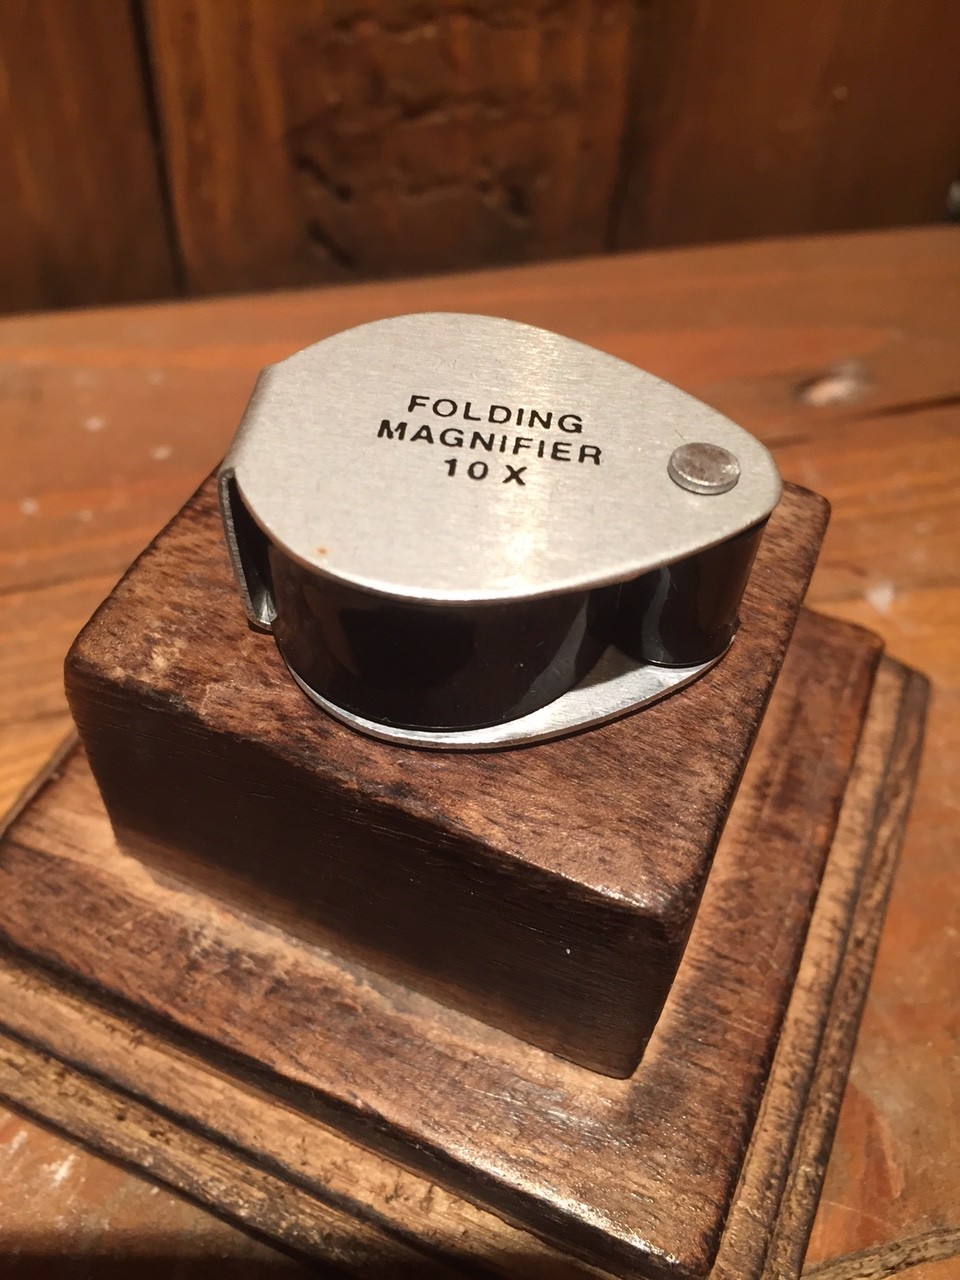 FOLDING
MAGNIFIER
10 X